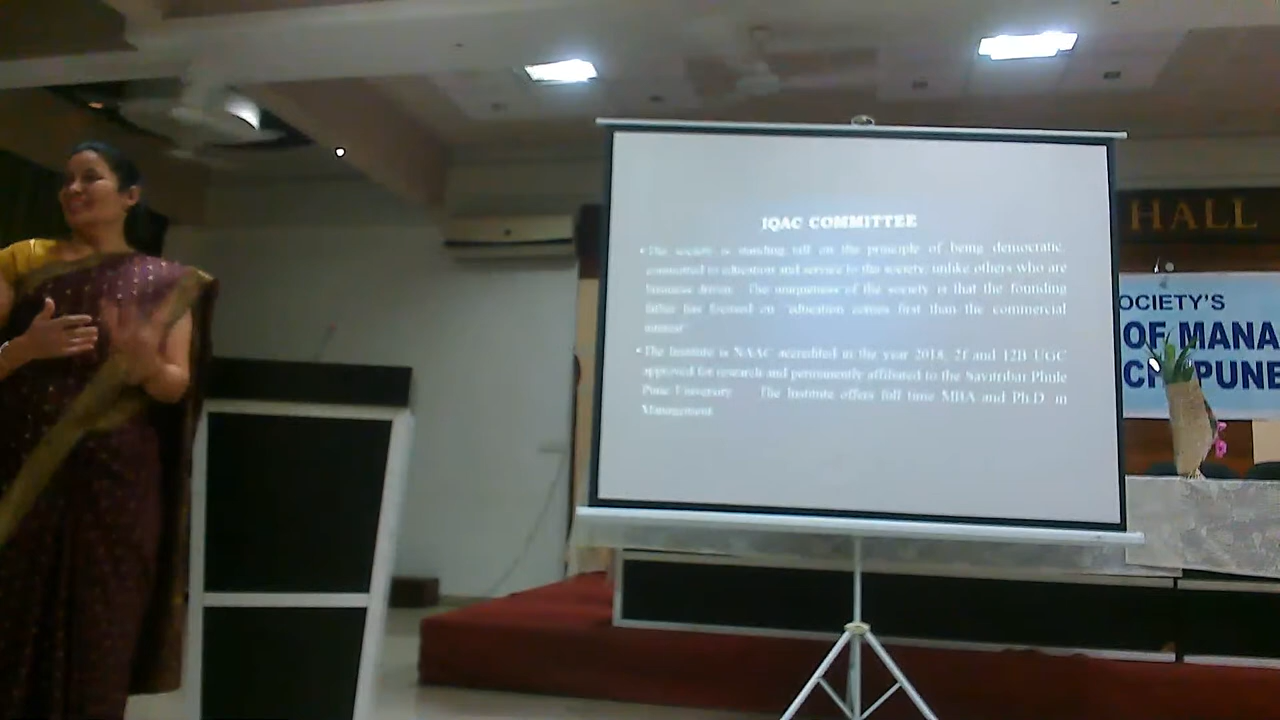 IQAC COMMITTEE
•The society is standing tall on the principle of being democratic,
committed to education and service to the society, unlike others who are
business driven. The uniqueness of the society is that the founding
father has focused on education comes first than the commercial

•The Institute is NAAC accredited in the year 2014, 2f and 12B UGC
approved for research and permanently affiliated to the Savitribai Phule
Pune University. The Institute offers full time MBA and Ph.D. in
Management.
HALL
OCIETY'S
OF MANA
CH, PUNE